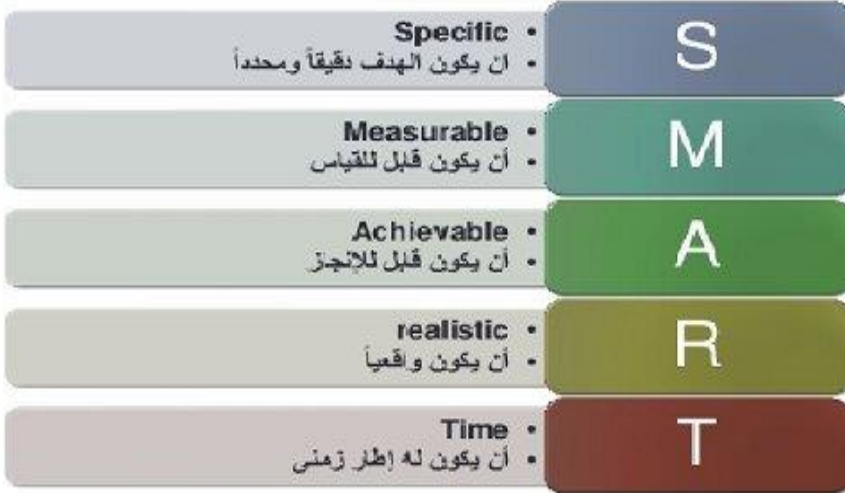 S
Specific
ان يكون الهدف دقيقاً ومحدداً
M
Measurable
أن يكون قابل للقياس
A
Achievable
أن يكون قابل للإنجاز
R
realistic
أن يكون واقعياً
T
Time
أن يكون له إطار زمني